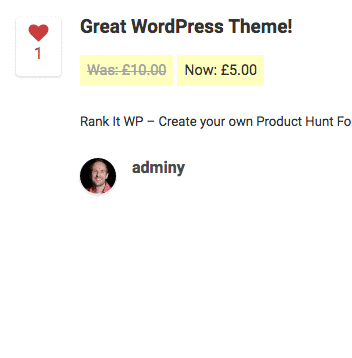 Great WordPress Theme!
1
Was: £10.00 Now: £5.00
Rank It WP – Create your own Product Hunt Fo
adminy